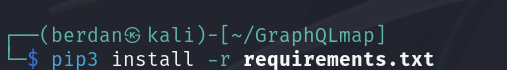 ┌──(berdan㉿kali)-[~/GraphQLmap]
└─$ pip3 install -r requirements.txt